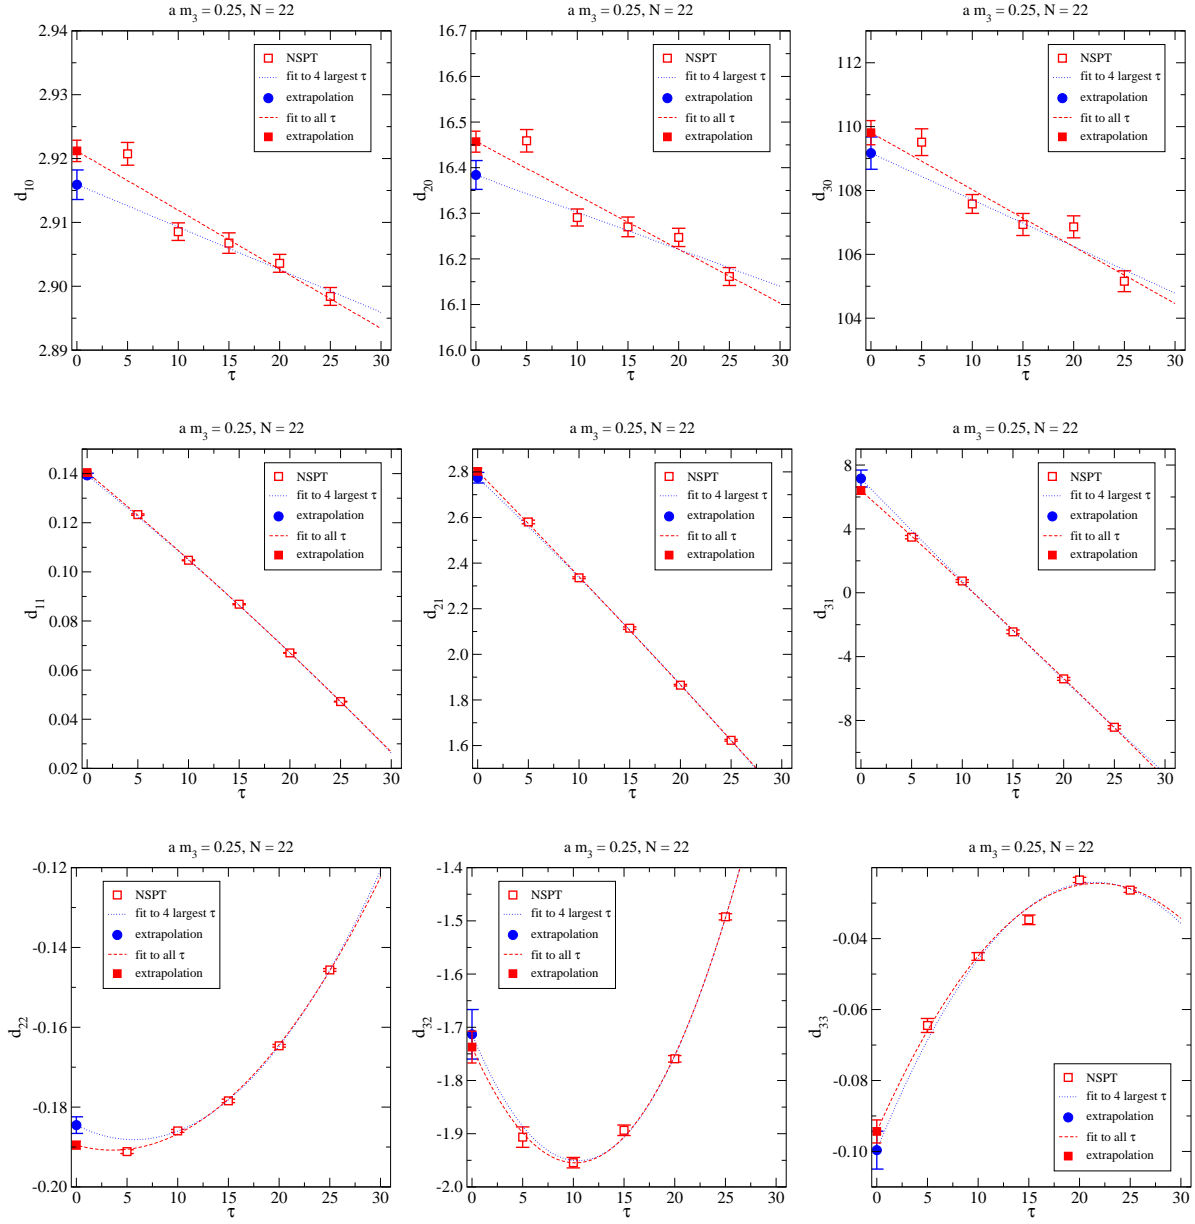 a m3 = 0.25, N = 22
2.94
2.93
2.92
2.91
2.90
2.89
d10
0 5 10 15 20 25 30
τ
NSPT
fit to 4 largest τ
extrapolation
fit to all τ
extrapolation
a m3 = 0.25, N = 22
16.7
16.6
16.5
16.4
16.3
16.2
16.1
16.0
d20
0 5 10 15 20 25 30
τ
NSPT
fit to 4 largest τ
extrapolation
fit to all τ
extrapolation
a m3 = 0.25, N = 22
112
110
108
106
104
d30
0 5 10 15 20 25 30
τ
NSPT
fit to 4 largest τ
extrapolation
fit to all τ
extrapolation
a m3 = 0.25, N = 22
0.14
0.12
0.10
0.08
0.06
0.04
0.02
d11
0 5 10 15 20 25 30
τ
NSPT
fit to 4 largest τ
extrapolation
fit to all τ
extrapolation
a m3 = 0.25, N = 22
2.8
2.6
2.4
2.2
2.0
1.8
1.6
d21
0 5 10 15 20 25 30
τ
NSPT
fit to 4 largest τ
extrapolation
fit to all τ
extrapolation
a m3 = 0.25, N = 22
8
4
0
-4
-8
d31
0 5 10 15 20 25 30
τ
NSPT
fit to 4 largest τ
extrapolation
fit to all τ
extrapolation
a m3 = 0.25, N = 22
-0.12
-0.14
-0.16
-0.18
-0.20
d22
0 5 10 15 20 25 30
τ
NSPT
fit to 4 largest τ
extrapolation
fit to all τ
extrapolation
a m3 = 0.25, N = 22
-1.4
-1.5
-1.6
-1.7
-1.8
-1.9
-2.0
d32
0 5 10 15 20 25 30
τ
NSPT
fit to 4 largest τ
extrapolation
fit to all τ
extrapolation
a m3 = 0.25, N = 22
-0.04
-0.06
-0.08
-0.10
d33
0 5 10 15 20 25 30
τ
NSPT
fit to 4 largest τ
extrapolation
fit to all τ
extrapolation